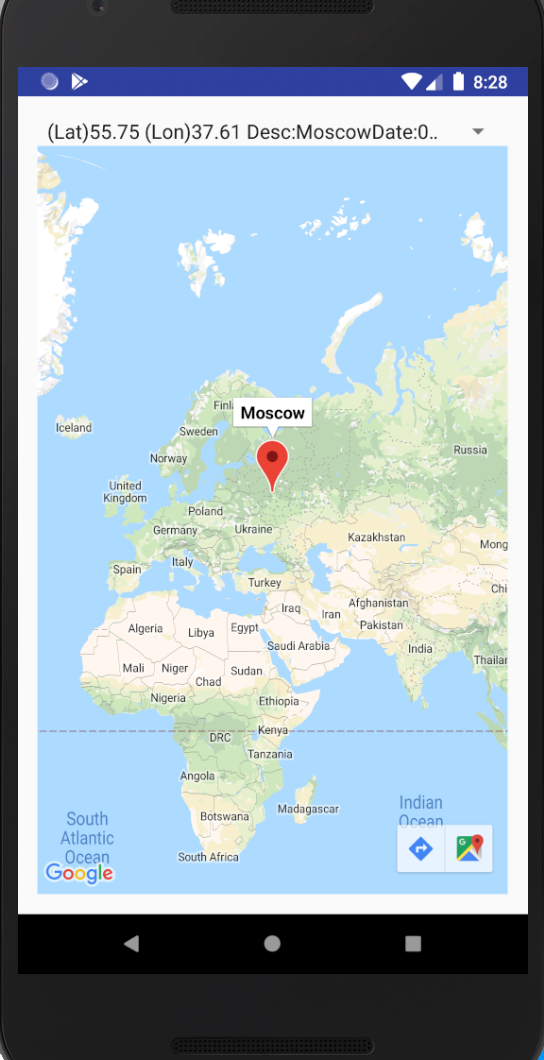 8:28
(Lat)55.75 (Lon)37.61 Desc:MoscowDate:0..
Moscow
Iceland
Sweden
Norway
Russia
United
Kingdom
Poland
Germany
Ukraine
Kazakhstan
Mong
Italy
Spain
Turkey
Chi
Iraq
Iran
Afghanistan
Pakistan
Algeria
Libya
Egypt
Saudi Arabia
India
Thailan
Mali
Niger
Chad
Sudan
Nigeria
Ethiopia
DRC
Kenya
Tanzania
Angola
Madagascar
Botswana
Indian
Ocean
South
Atlantic
Ocean
South Africa
Google